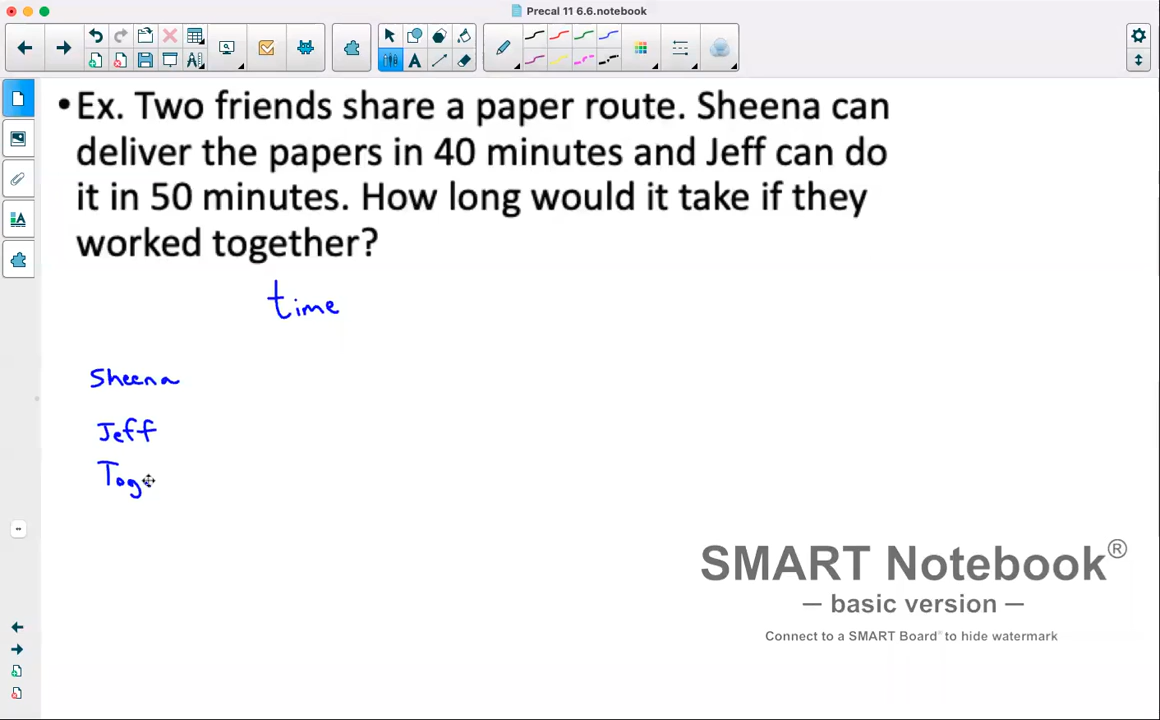 Precal 11 6.6.notebook
•Ex. Two friends share a paper route. Sheena can
deliver the papers in 40 minutes and Jeff can do
it in 50 minutes. How long would it take if they
worked together?
time
Sheena
Jeff
Tog
SMART Notebook®
— basic version —
Connect to a SMART Board® to hide watermark